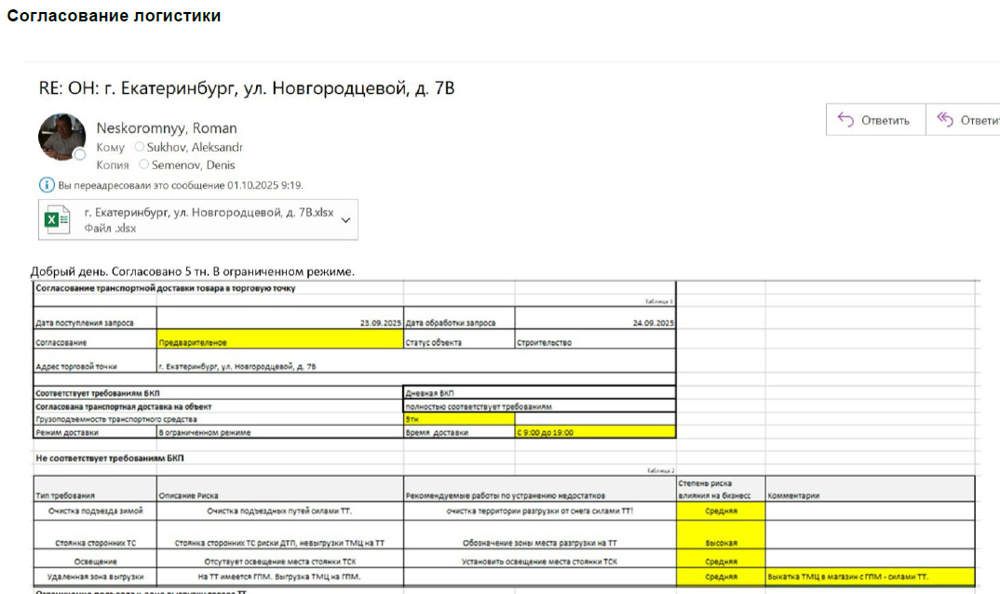 Согласование логистики
RE: ОН: г. Екатеринбург, ул. Новгородцевой, д. 7В
Neskoromnyy, Roman
Кому Sukhov, Aleksandr
Копия Semenov, Denis
Ответить
Ответит
Вы переадресовали это сообщение 01.10.2025 9:19.
г. Екатеринбург, ул. Новгородцевой, д. 7В.xlsx
Файл .xlsx
Добрый день. Согласовано 5 тн. В ограниченном режиме.
Согласование транспортной доставки товара в торговую точку
Таблица 1
Дата поступления запроса 23.09.2025 Дата обработки запроса 24.09.2025
Согласование Предварительное Статус объекта Строительство
Адрес торговой точки г. Екатеринбург, ул. Новгородцевой, д. 7В
Соответствует требованиям БКП Дневная БКП
Согласована транспортная доставка на объект полностью соответствует требованиям
Грузоподъемность транспортного средства 5тн
Режим доставки В ограниченном режиме Время доставки С 9:00 до 19:00
Не соответствует требованиям БКП
Таблица 2
Тип требования Описание Риска Рекомендуемые работы по устранению недостатков Степень риска влияния на бизнесс Комментарии
Очистка подъезда зимой Очистка подъездных путей силами ТТ. очистка территории разгрузки от снега силами ТТ! Средняя
Стоянка сторонних ТС Стоянка сторонних ТС риски ДТП, невыгрузки ТМЦ на ТТ Обозначение зоны места разгрузки на ТТ Высокая
Освещение Отсутвует освещение места стоянки ТСК Установить освещение места стоянки ТСК Средняя
Удаленная зона выгрузки На ТТ имеется ГПМ. Выгрузка ТМЦ на ГПМ. Средняя Выкатка ТМЦ в магазин с ГПМ - силами ТТ.